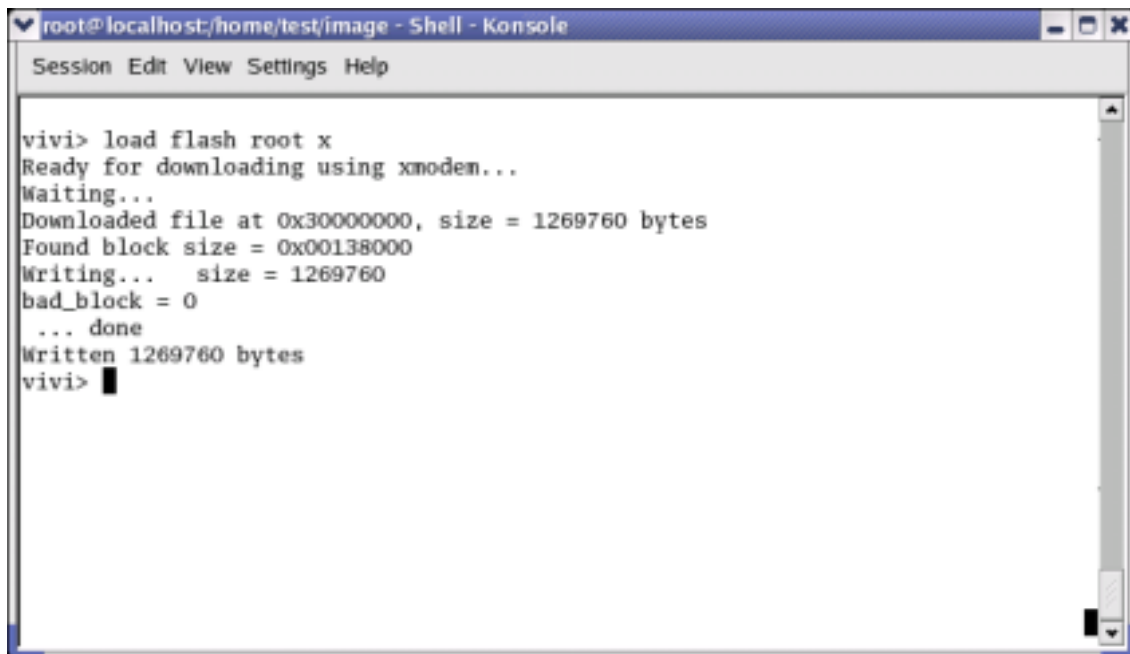 root@localhost:/home/test/image - Shell - Konsole
Session Edit View Settings Help
vivi> load flash root x
Ready for downloading using xmodem...
Waiting...
Downloaded file at 0x30000000, size = 1269760 bytes
Found block size = 0x00138000
Writing...   size = 1269760
bad_block = 0
 ... done
Written 1269760 bytes
vivi>